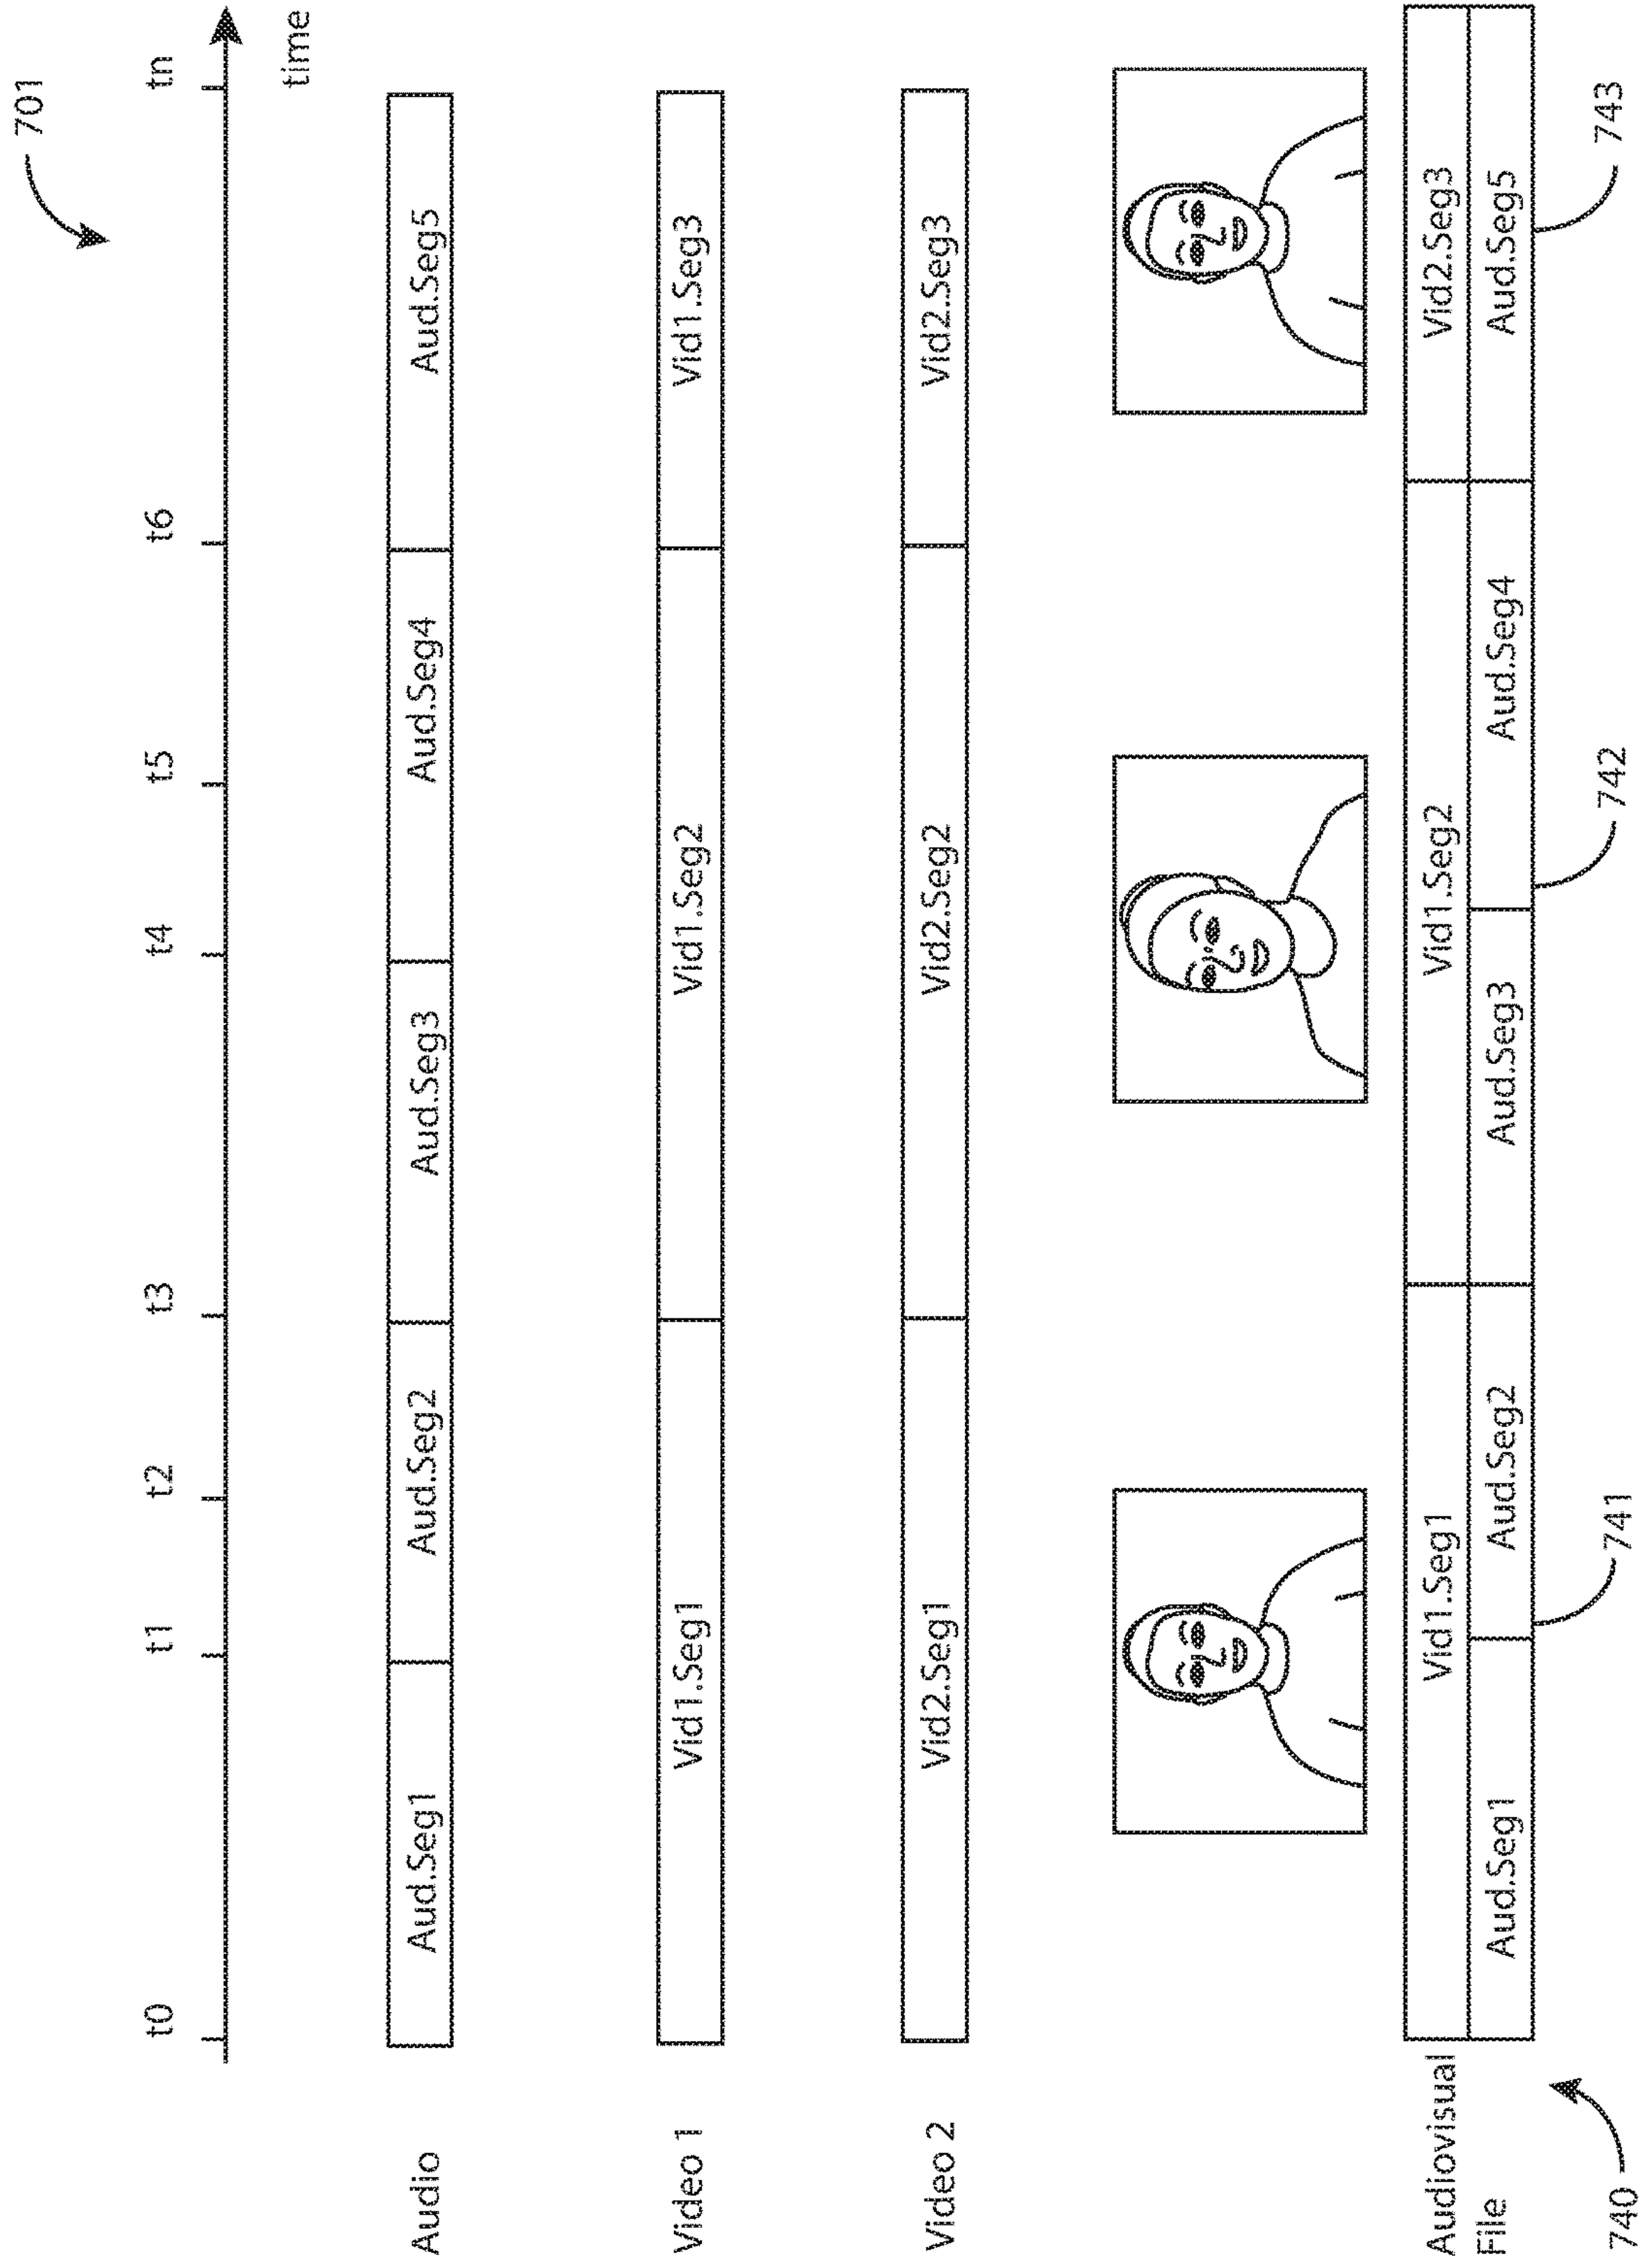 701
t0 t1 t2 t3 t4 t5 t6 tn
time
Audio Aud.Seg1 Aud.Seg2 Aud.Seg3 Aud.Seg4 Aud.Seg5
Video 1 Vid1.Seg1 Vid1.Seg2 Vid1.Seg3
Video 2 Vid2.Seg1 Vid2.Seg2 Vid2.Seg3
Audiovisual Vid1.Seg1 Vid1.Seg2 Vid2.Seg3
File Aud.Seg1 Aud.Seg2 Aud.Seg3 Aud.Seg4 Aud.Seg5
740 741 742 743